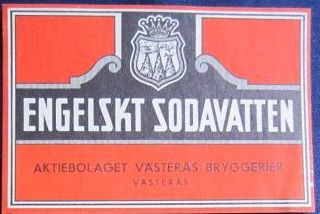 ENGELSKT SODAVATTEN
AKTIEBOLAGET VÄSTERÅS BRYGGERIER
VÄSTERÅS